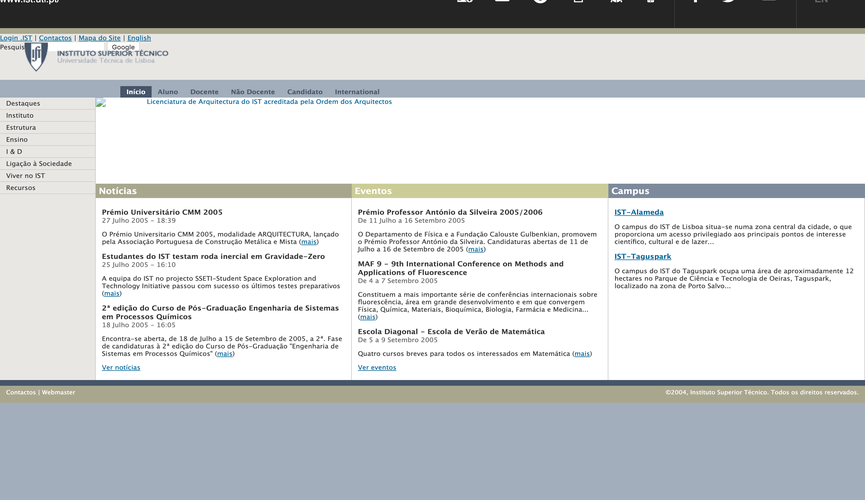 www.ist.utl.pt/
Login .IST | Contactos | Mapa do Site | English
Pesquis
Google
INSTITUTO SUPERIOR TÉCNICO
Universidade Técnica de Lisboa
Início Aluno Docente Não Docente Candidato International
Destaques
Instituto
Estrutura
Ensino
I & D
Ligação à Sociedade
Viver no IST
Recursos
Licenciatura de Arquitectura do IST acreditada pela Ordem dos Arquitectos
Notícias
Prémio Universitário CMM 2005
27 Julho 2005 - 18:39
O Prémio Universitario CMM 2005, modalidade ARQUITETURA, lançado
pela Associação Portuguesa de Construção Metálica e Mista (mais)
Estudantes do IST testam roda inercial em Gravidade-Zero
25 Julho 2005 - 16:10
A equipa do IST no projecto SSETI-Student Space Exploration and
Technology Initiative passou com sucesso os últimos testes preparativos
(mais)
2ª edição do Curso de Pós-Graduação Engenharia de Sistemas
em Processos Químicos
18 Julho 2005 - 16:05
Encontra-se aberta, de 18 de Julho a 15 de Setembro de 2005, a 2ª. Fase
de candidaturas à 2ª edição do Curso de Pós-Graduação "Engenharia de
Sistemas em Processos Químicos" (mais)
Ver notícias
Eventos
Prémio Professor António da Silveira 2005/2006
De 11 Julho a 16 Setembro 2005
O Departamento de Física e a Fundação Calouste Gulbenkian, promovem
o Prémio Professor António da Silveira. Candidaturas abertas de 11 de
Julho a 16 de Setembro de 2005 (mais)
MAF 9 - 9th International Conference on Methods and
Applications of Fluorescence
De 4 a 7 Setembro 2005
Constituem a mais importante série de conferências internacionais sobre
fluorescência, área em grande desenvolvimento e em que convergem
Física, Química, Materiais, Bioquímica, Biologia, Farmácia e Medicina...
(mais)
Escola Diagonal - Escola de Verão de Matemática
De 5 a 9 Setembro 2005
Quatro cursos breves para todos os interessados em Matemática (mais)
Ver eventos
Campus
IST-Alameda
O campus do IST de Lisboa situa-se numa zona central da cidade, o que
proporciona um acesso privilegiado aos principais pontos de interesse
científico, cultural e de lazer...
IST-Taguspark
O campus do IST do Taguspark ocupa uma área de aproximadamente 12
hectares no Parque de Ciência e Tecnologia de Oeiras, Taguspark,
localizado na zona de Porto Salvo...
Contactos | Webmaster
©2004, Instituto Superior Técnico. Todos os direitos reservados.